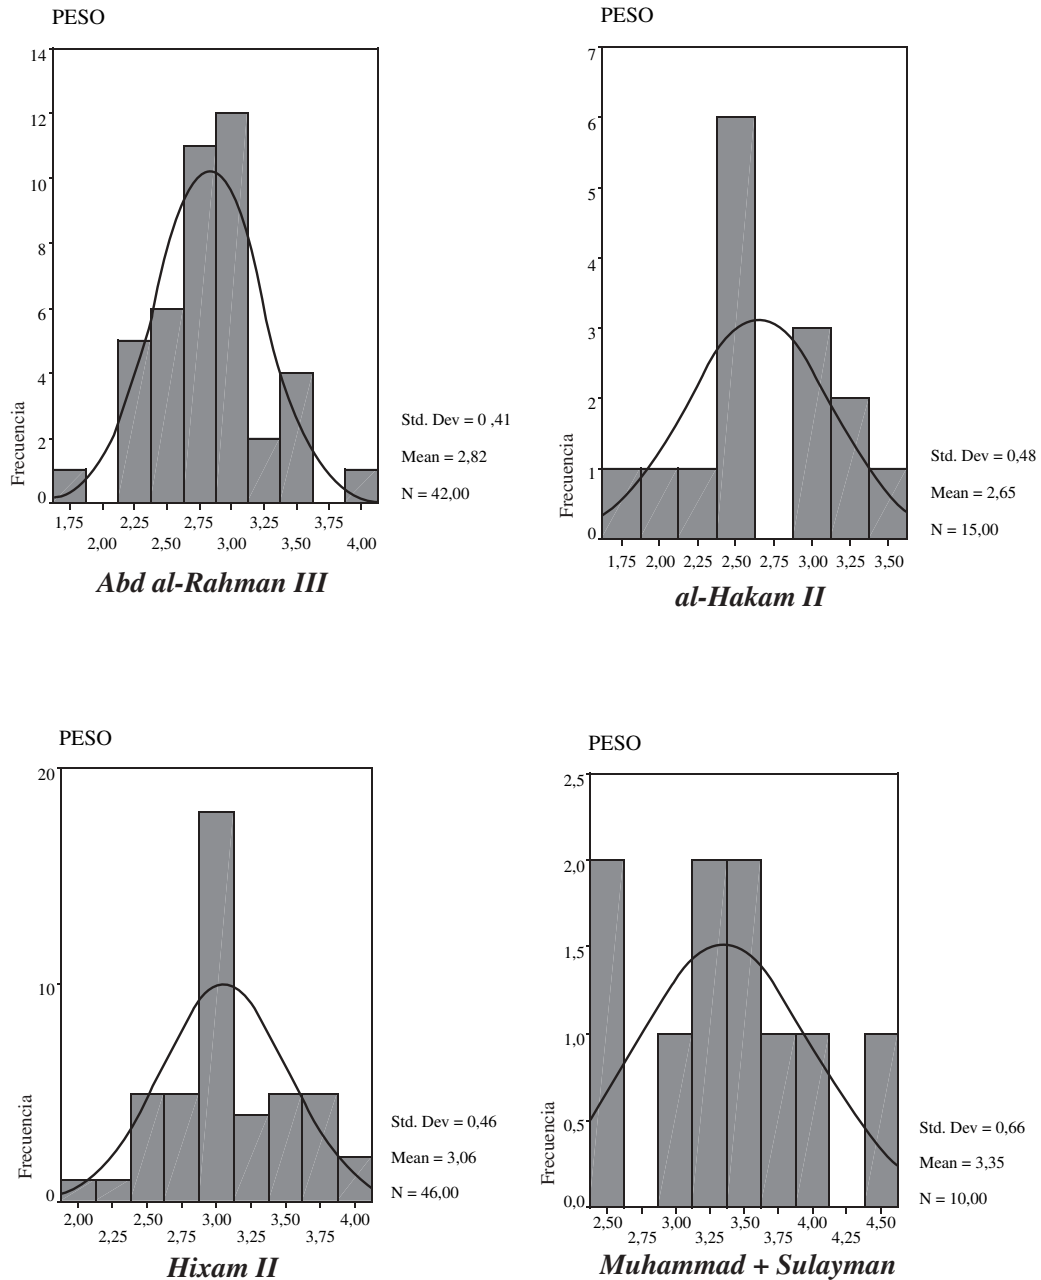 PESO
14
12
10
8
6
4
2
0
Frecuencia
1,75 2,25 2,75 3,25 3,75
2,00 2,50 3,00 3,50 4,00
Std. Dev = 0 ,41
Mean = 2,82
N = 42,00
Abd al-Rahman III
PESO
7
6
5
4
3
2
1
0
Frecuencia
1,75 2,00 2,25 2,50 2,75 3,00 3,25 3,50
Std. Dev = 0,48
Mean = 2,65
N = 15,00
al-Hakam II
PESO
20
10
0
Frecuencia
2,00 2,50 3,00 3,50 4,00
2,25 2,75 3,25 3,75
Std. Dev = 0,46
Mean = 3,06
N = 46,00
Hixam II
PESO
2,5
2,0
1,5
1,0
0,5
0,0
Frecuencia
2,50 3,00 3,50 4,00 4,50
2,75 3,25 3,75 4,25
Std. Dev = 0,66
Mean = 3,35
N = 10,00
Muhammad + Sulayman